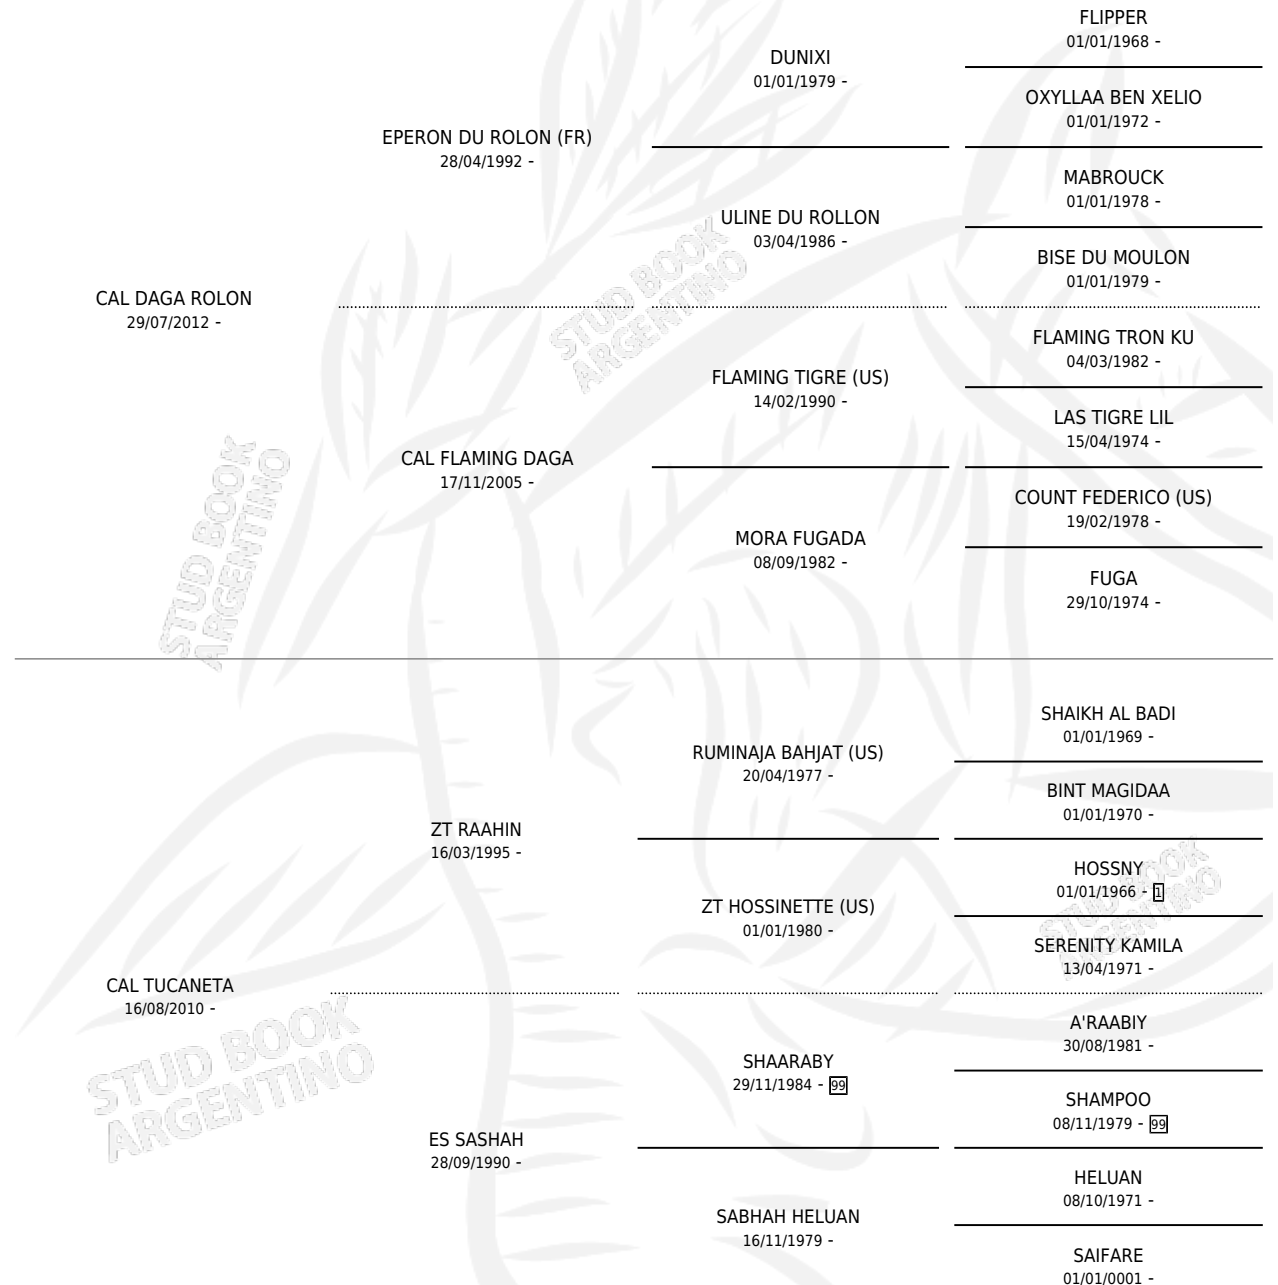 FLIPPER
01/01/1968 -
DUNIXI
01/01/1979 -
OXYLLAA BEN XELIO
01/01/1972 -
EPERON DU ROLON (FR)
28/04/1992 -
MABROUCK
01/01/1978 -
ULINE DU ROLLON
03/04/1986 -
BISE DU MOULON
01/01/1979 -
CAL DAGA ROLON
29/07/2012 -
FLAMING TRON KU
04/03/1982 -
FLAMING TIGRE (US)
14/02/1990 -
LAS TIGRE LIL
15/04/1974 -
CAL FLAMING DAGA
17/11/2005 -
COUNT FEDERICO (US)
19/02/1978 -
MORA FUGADA
08/09/1982 -
FUGA
29/10/1974 -
STUD BOOK
ARGENTINO
STUD BOOK
ARGENTINO
SHAIKH AL BADI
01/01/1969 -
RUMINAJA BAHJAT (US)
20/04/1977 -
BINT MAGIDAA
01/01/1970 -
ZT RAAHIN
16/03/1995 -
HOSSNY
01/01/1966 - 1
ZT HOSSINETTE (US)
01/01/1980 -
SERENITY KAMILA
13/04/1971 -
CAL TUCANETA
16/08/2010 -
A'RAABIY
30/08/1981 -
SHAARABY
29/11/1984 - 99
SHAMPOO
08/11/1979 - 99
ES SASHAH
28/09/1990 -
HELUAN
08/10/1971 -
SABHAH HELUAN
16/11/1979 -
SAIFARE
01/01/0001 -
STUD BOOK
ARGENTINO
STUD BOOK
ARGENTINO